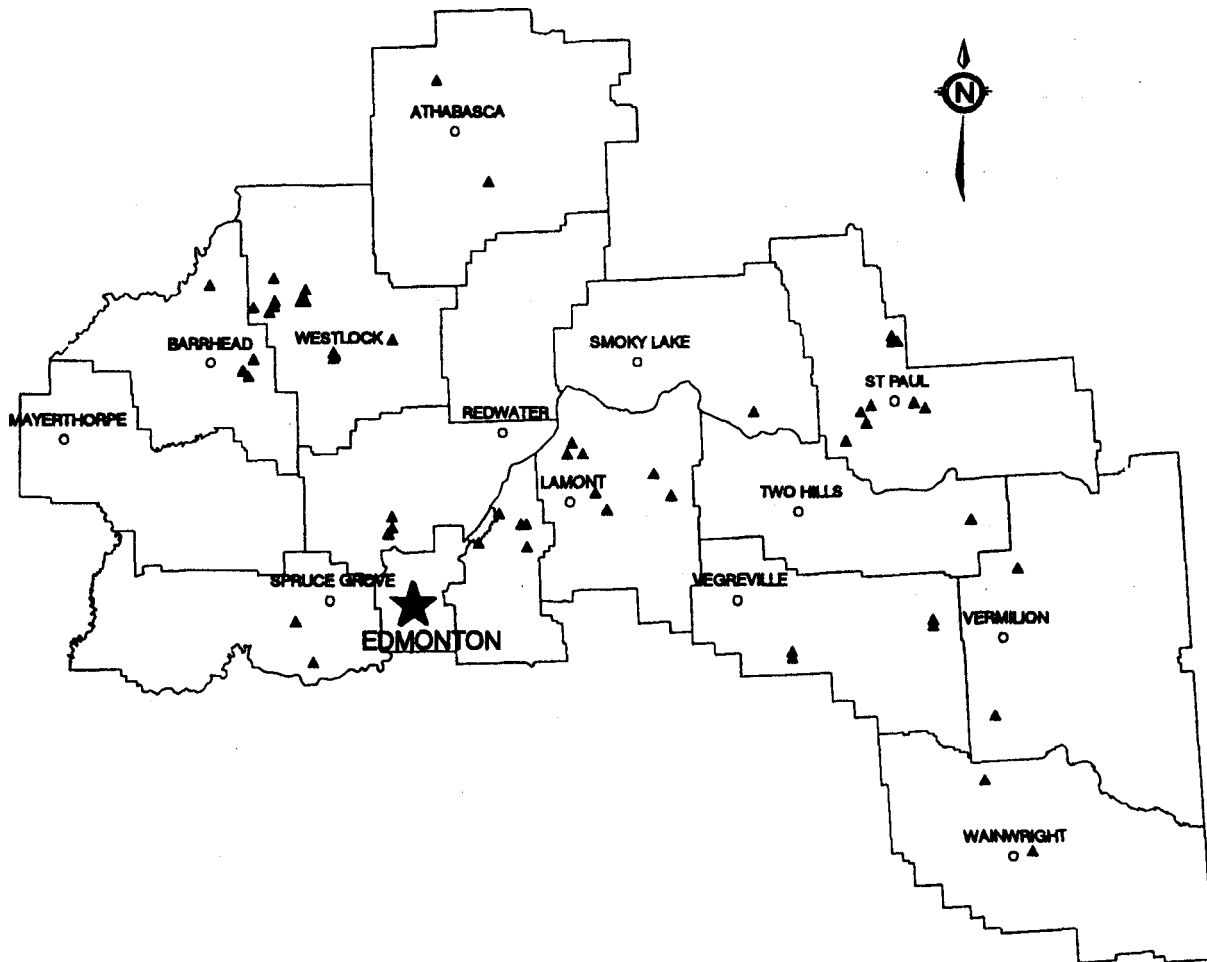 N
ATHABASCA
BARRHEAD
WESTLOCK
SMOKY LAKE
ST PAUL
MAYERTHORPE
REDWATER
LAMONT
TWO HILLS
SPRUCE GROVE
VEGREVILLE
EDMONTON
VERMILION
WAINWRIGHT